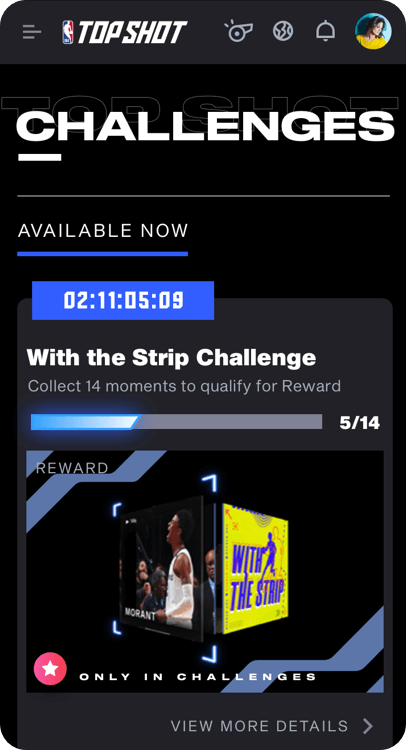 TOP SHOT
TOP SHOT
CHALLENGES
AVAILABLE NOW
02:11:05:09
With the Strip Challenge
Collect 14 moments to qualify for Reward
5/14
REWARD
MORANT
WITH
THE STRIP
ONLY IN CHALLENGES
VIEW MORE DETAILS